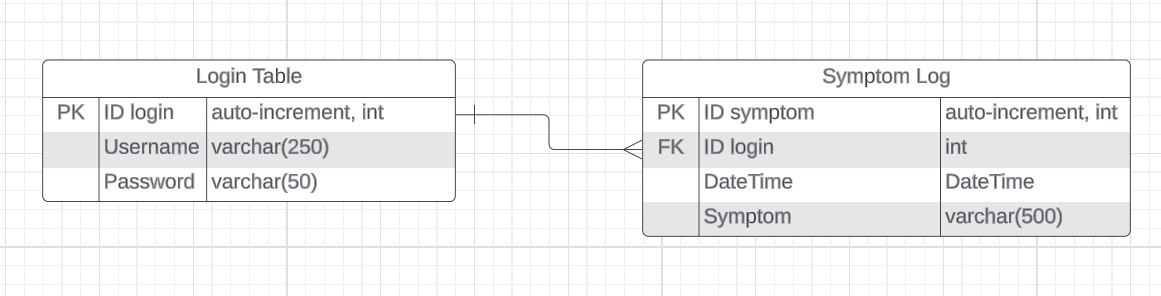 Login Table
PK ID login auto-increment, int
Username varchar(250)
Password varchar(50)
Symptom Log
PK ID symptom auto-increment, int
FK ID login int
DateTime DateTime
Symptom varchar(500)